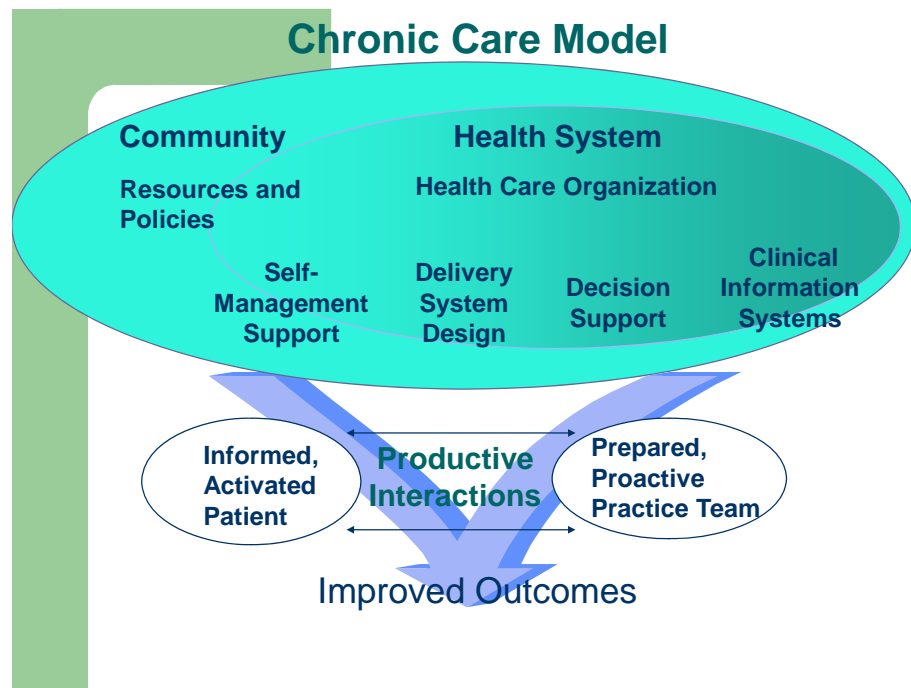 Chronic Care Model
Community
Resources and
Policies
Health System
Health Care Organization
Self-
Management
Support
Delivery
System
Design
Decision
Support
Clinical
Information
Systems
Informed,
Activated
Patient
Productive
Interactions
Prepared,
Proactive
Practice Team
Improved Outcomes